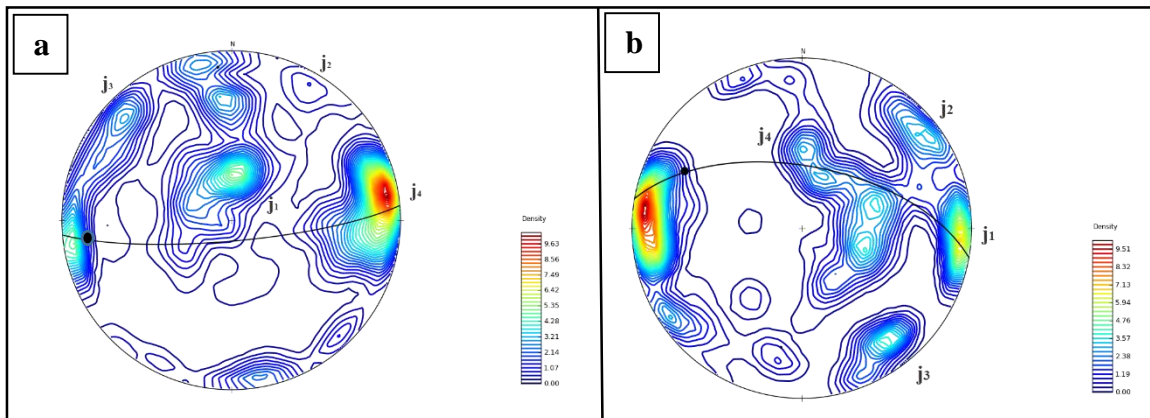 a
N
j2
j3
j1
j4
Density
9.63
8.56
7.49
6.42
5.35
4.28
3.21
2.14
1.07
0.00
b
N
j2
j4
j1
j3
Density
9.51
8.32
7.13
5.94
4.76
3.57
2.38
1.19
0.00